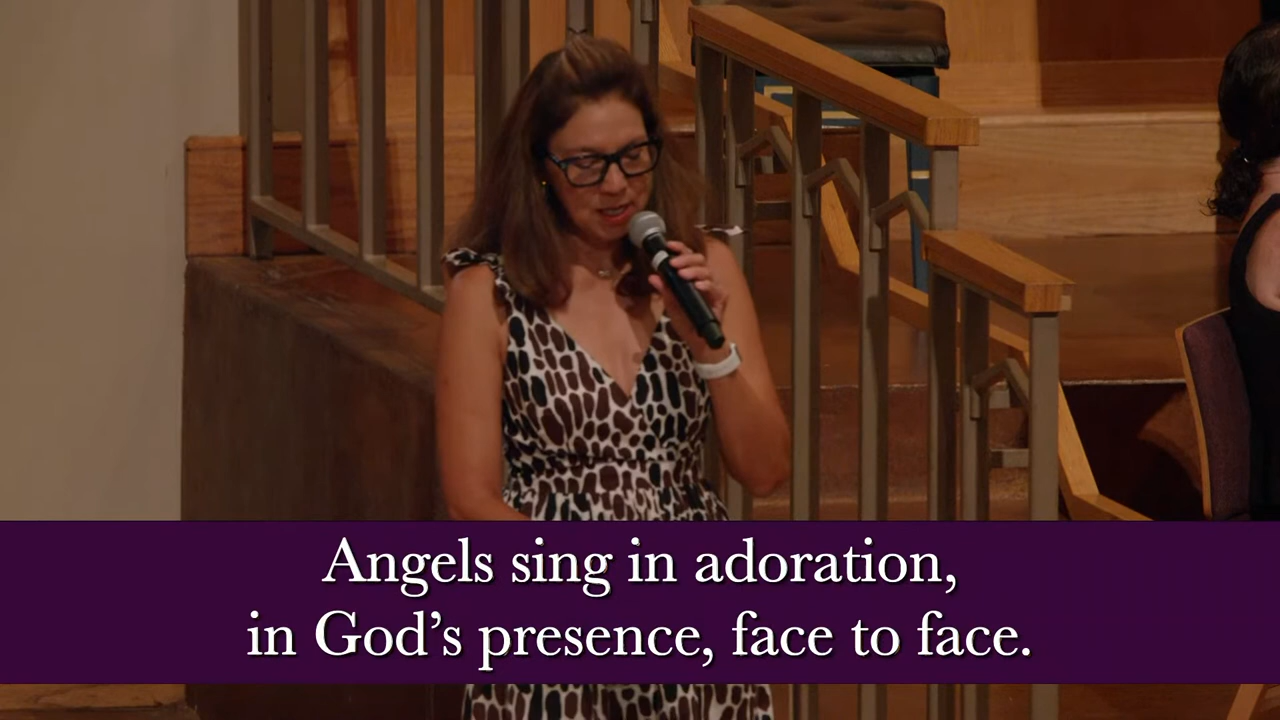 Angels sing in adoration,
in God’s presence, face to face.